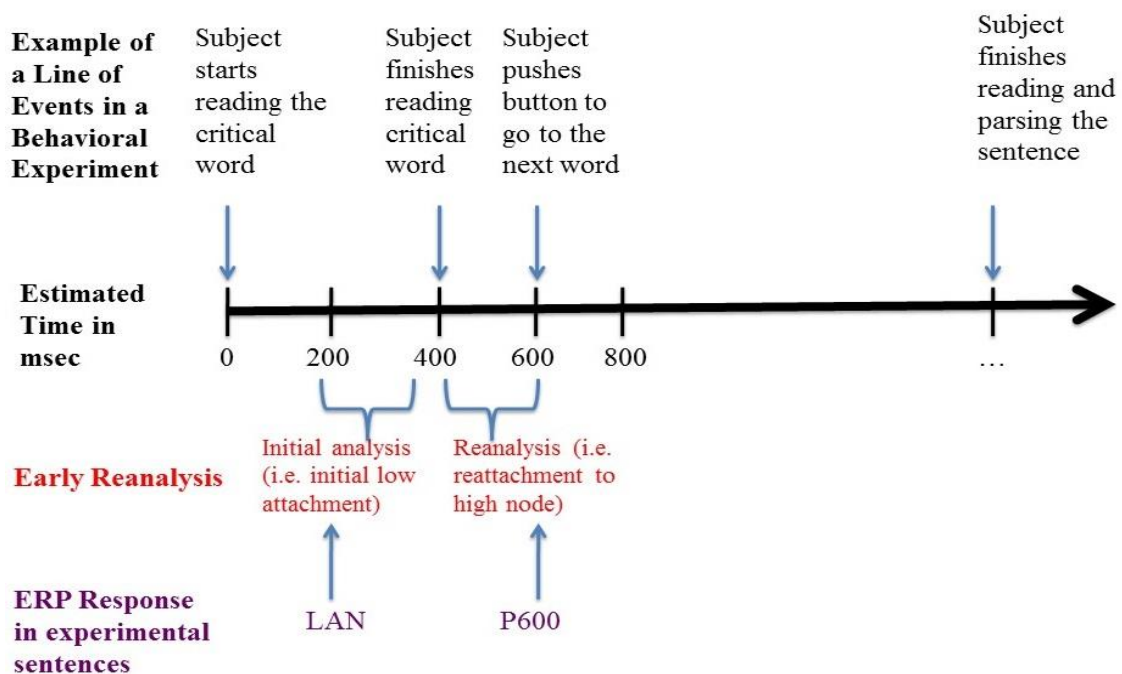 Example of
a Line of
Events in a
Behavioral
Experiment
Subject
starts
reading the
critical
word
Subject
finishes
reading
critical
word
Subject
pushes
button to
go to the
next word
Subject
finishes
reading and
parsing the
sentence
Estimated
Time in
msec
0 200 400 600 800 ...
Early Reanalysis
Initial analysis
(i.e. initial low
attachment)
Reanalysis (i.e.
reattachment to
high node)
ERP Response
in experimental
sentences
LAN
P600